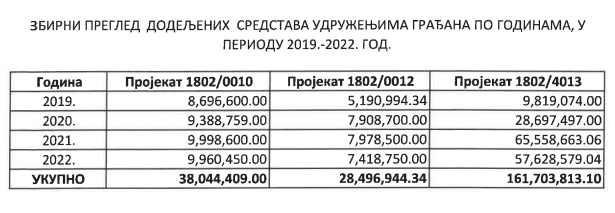 ЗБИРНИ ПРЕГЛЕД ДОДЕЉЕНИХ СРЕДСТАВА УДРУЖЕЊИМА ГРАЂАНА ПО ГОДИНАМА, У
ПЕРИОДУ 2019.-2022. ГОД.
Година Пројекат 1802/0010 Пројекат 1802/0012 Пројекат 1802/4013
2019. 8,696,600.00 5,190,994.34 9,819,074.00
2020. 9,388,759.00 7,908,700.00 28,697,497.00
2021. 9,998,600.00 7,978,500.00 65,558,663.06
2022. 9,960,450.00 7,418,750.00 57,628,579.04
УКУПНО 38,044,409.00 28,496,944.34 161,703,813.10